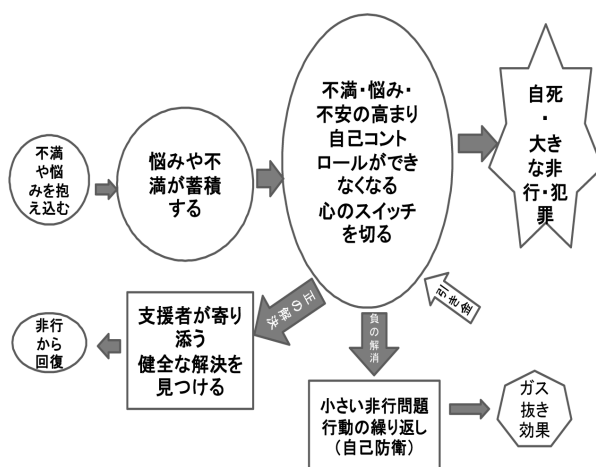 不満
や悩
みを抱
え込む
悩みや不
満が蓄積
する
不満・悩み・
不安の高まり
自己コント
ロールができ
なくなる
心のスイッチ
を切る
自死
・
大き
な非
行・犯
罪
引き金
正の解決
負の解消
支援者が寄り
添う
健全な解決を
見つける
非行
から
回復
小さい非行問題
行動の繰り返し
（自己防衛）
ガス
抜き
効果